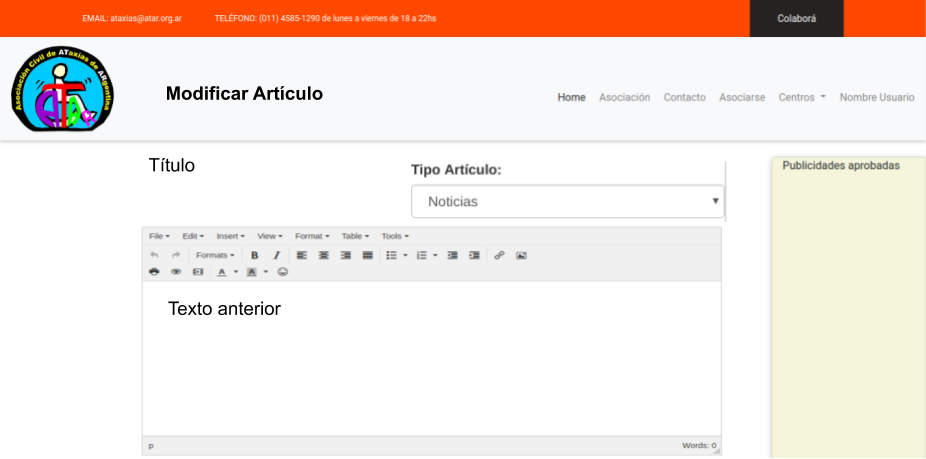 EMAIL: ataxias@atar.org.ar TELÉFONO: (011) 4585-1290 de lunes a viernes de 18 a 22hs Colaborá
Asociación Civil de ATaxias de ARgentina
Modificar Artículo
Home Asociación Contacto Asociarse Centros Nombre Usuario
Título
Tipo Artículo:
Noticias
Publicidades aprobadas
File Edit Insert View Format Table Tools
Formats B I
A A
Texto anterior
p Words: 0